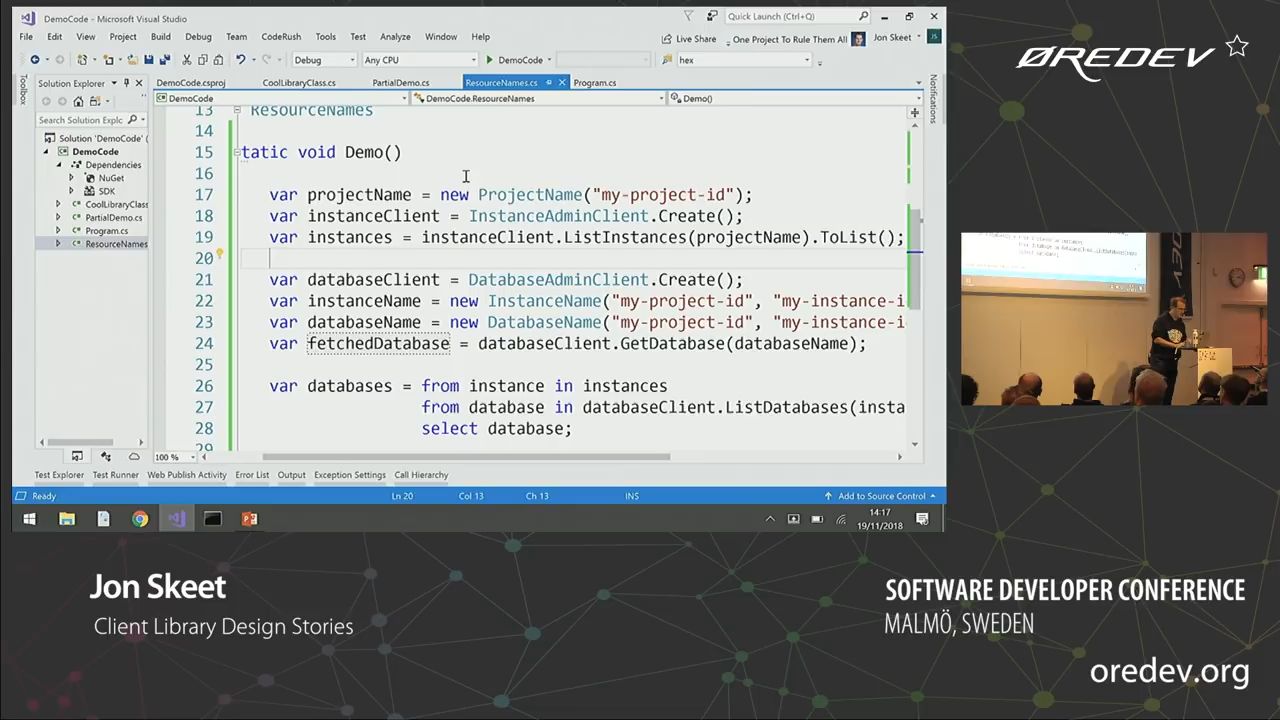 DemoCode - Microsoft Visual Studio
Quick Launch (Ctrl+Q)
File Edit View Project Build Debug Team CodeRush Tools Test Analyze Window Help
Live Share
One Project To Rule Them All
Jon Skeet
JS
Debug
Any CPU
DemoCode
hex
Toolbox
Solution Explorer
Search Solution Explc
Solution 'DemoCode' (
DemoCode
Dependencies
NuGet
SDK
CoolLibraryClass
PartialDemo.cs
Program.cs
ResourceNames
DemoCode.csproj CoolLibraryClass.cs PartialDemo.cs ResourceNames.cs Program.cs
DemoCode DemoCode.ResourceNames Demo()
Notifications
13 ResourceNames
14
15 tatic void Demo()
16
17 var projectName = new ProjectName("my-project-id");
18 var instanceClient = InstanceAdminClient.Create();
19 var instances = instanceClient.ListInstances(projectName).ToList();
20
21 var databaseClient = DatabaseAdminClient.Create();
22 var instanceName = new InstanceName("my-project-id", "my-instance-i
23 var databaseName = new DatabaseName("my-project-id", "my-instance-i
24 var fetchedDatabase = databaseClient.GetDatabase(databaseName);
25
26 var databases = from instance in instances
27 from database in databaseClient.ListDatabases(insta
28 select database;
29
100 %
Test Explorer Test Runner Web Publish Activity Error List Output Exception Settings Call Hierarchy
Ready
Ln 20 Col 13 Ch 13 INS
Add to Source Control
14:17
19/11/2018
ØREDEV
Jon Skeet
Client Library Design Stories
SOFTWARE DEVELOPER CONFERENCE
MALMÖ, SWEDEN
oredev.org